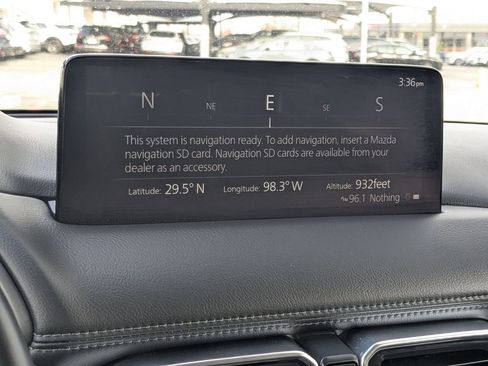 3:36pm
N NE E SE S
This system is navigation ready. To add navigation, insert a Mazda
navigation SD card. Navigation SD cards are available from your
dealer as an accessory.
Latitude: 29.5° N Longitude: 98.3° W Altitude: 932feet
96.1 Nothing